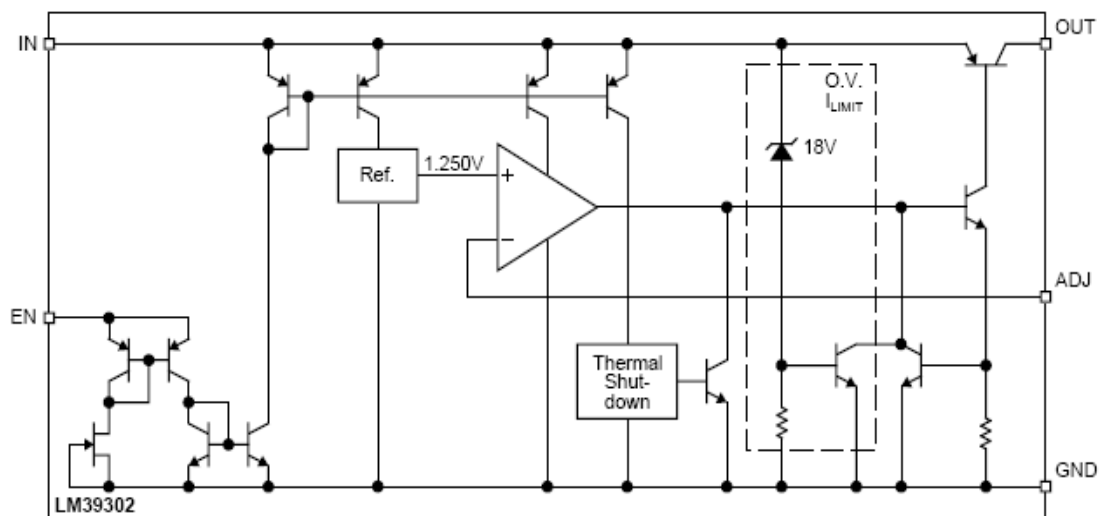 IN
OUT
O.V.
ILIMIT
18V
Ref.
1.250V
+
−
ADJ
EN
Thermal
Shut-
down
GND
LM39302